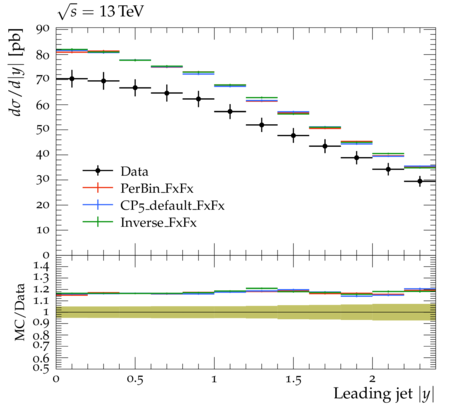 √s = 13 TeV
dσ/d|y| [pb]
90
80
70
60
50
40
30
20
10
0
Data
PerBin_FxFx
CP5_default_FxFx
Inverse_FxFx
MC/Data
1.4
1.3
1.2
1.1
1
0.9
0.8
0.7
0.6
0.5
0 0.5 1 1.5 2
Leading jet |y|